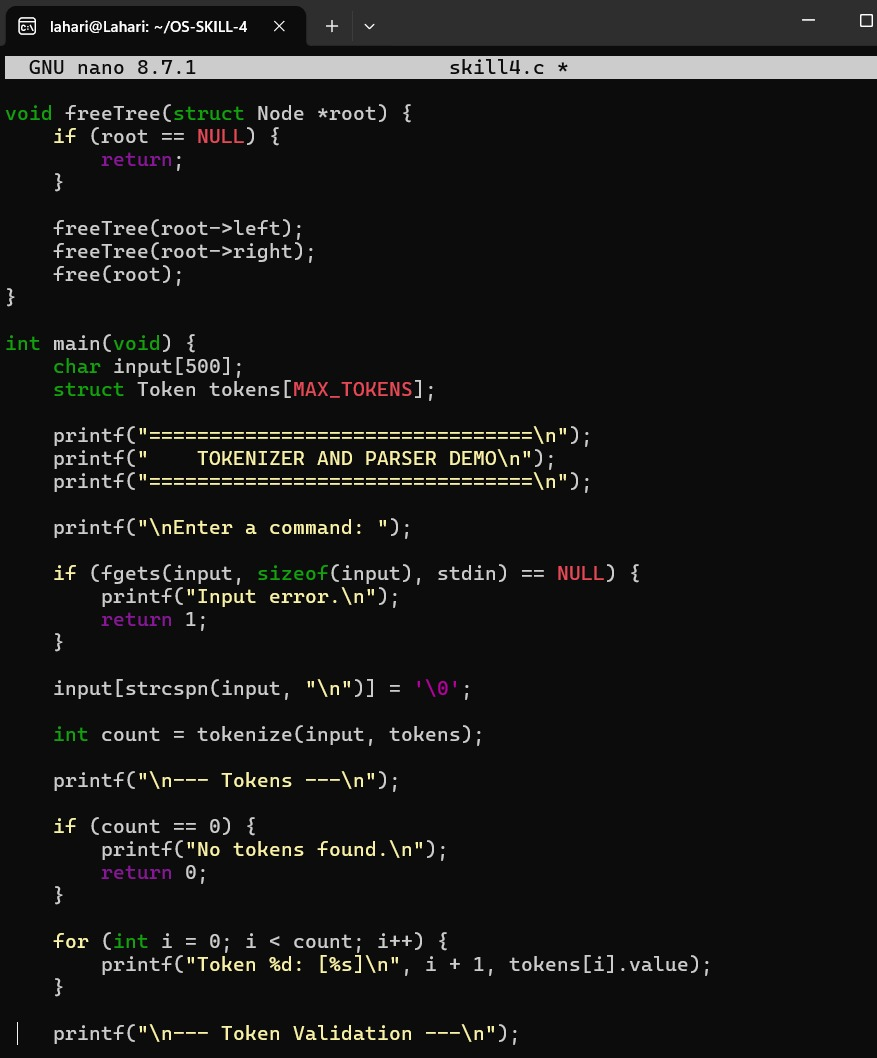 lahari@Lahari: ~/OS-SKILL-4
GNU nano 8.7.1 skill4.c *
void freeTree(struct Node *root) {
    if (root == NULL) {
        return;
    }
    freeTree(root->left);
    freeTree(root->right);
    free(root);
}
int main(void) {
    char input[500];
    struct Token tokens[MAX_TOKENS];
    printf("================================\n");
    printf("    TOKENIZER AND PARSER DEMO\n");
    printf("================================\n");
    printf("\nEnter a command: ");
    if (fgets(input, sizeof(input), stdin) == NULL) {
        printf("Input error.\n");
        return 1;
    }
    input[strcspn(input, "\n")] = '\0';
    int count = tokenize(input, tokens);
    printf("\n--- Tokens ---\n");
    if (count == 0) {
        printf("No tokens found.\n");
        return 0;
    }
    for (int i = 0; i < count; i++) {
        printf("Token %d: [%s]\n", i + 1, tokens[i].value);
    }
    printf("\n--- Token Validation ---\n");